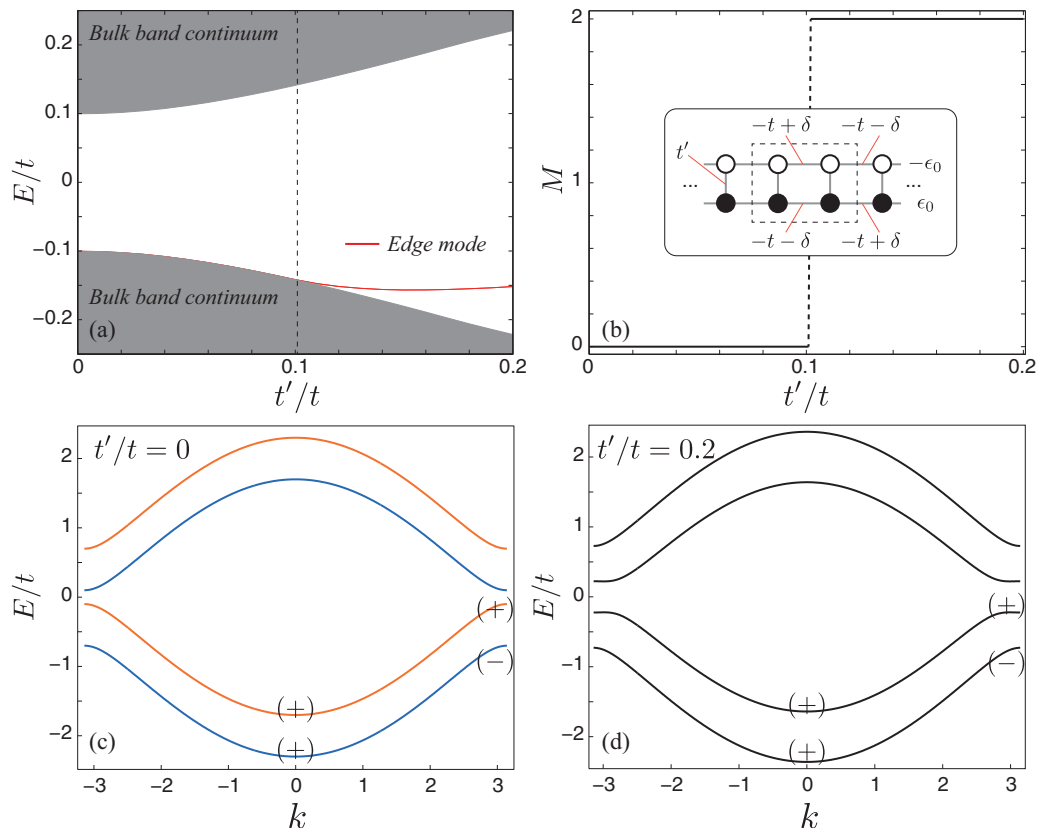 Bulk band continuum
0.2
0.1
0
-0.1
-0.2
E/t
Edge mode
Bulk band continuum
(a)
0
0.1
0.2
t′/t
2
1
0
M
−t + δ
−t − δ
t′
−ϵ₀
...
...
ϵ₀
−t − δ
−t + δ
(b)
0
0.1
0.2
t′/t
t′/t = 0
2
1
0
−1
−2
E/t
(+)
(−)
(+)
(+)
(c)
−3
−2
−1
0
1
2
3
k
t′/t = 0.2
2
1
0
−1
−2
E/t
(+)
(−)
(+)
(+)
(d)
−3
−2
−1
0
1
2
3
k